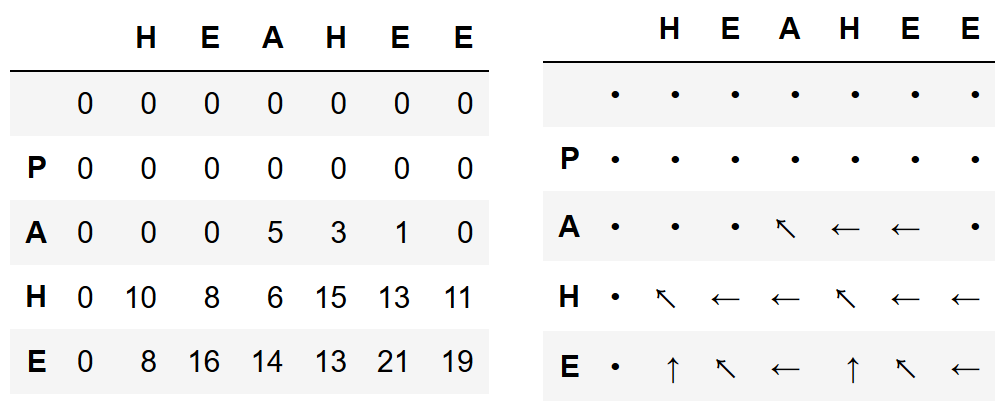 H E A H E E
0 0 0 0 0 0 0
P 0 0 0 0 0 0 0
A 0 0 0 5 3 1 0
H 0 10 8 6 15 13 11
E 0 8 16 14 13 21 19
H E A H E E
• • • • • • •
P • • • • • • •
A • • • ↖ ← ← •
H • ↖ ← ← ↖ ← ←
E • ↑ ↖ ← ↑ ↖ ←